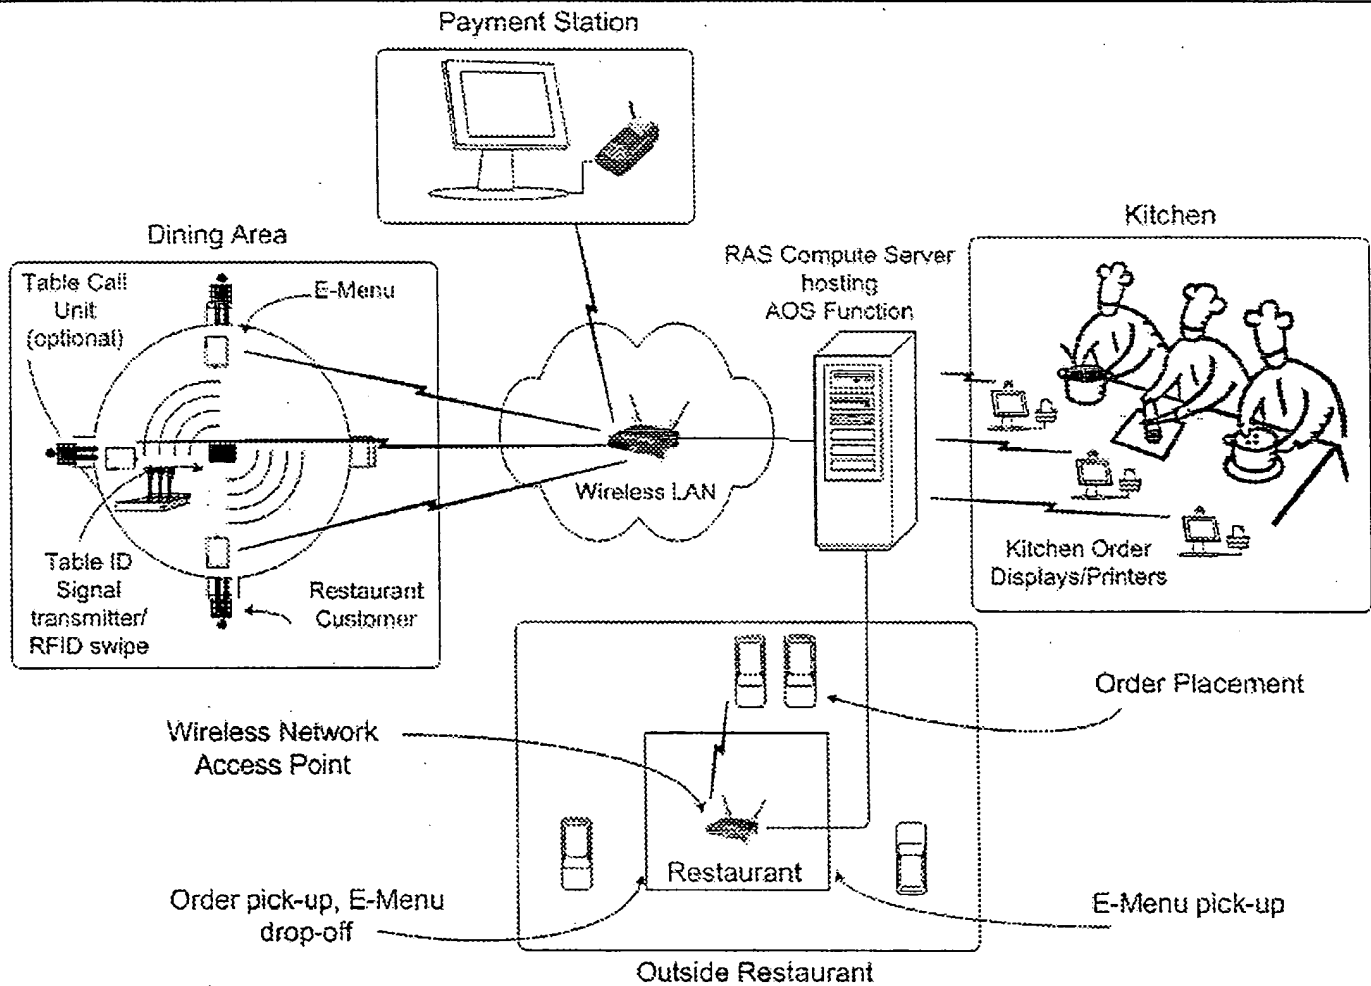 Payment Station
Dining Area
Table Call
Unit
(optional)
E-Menu
Table ID
Signal
transmitter/
RFID swipe
Restaurant
Customer
Wireless LAN
RAS Compute Server
hosting
AOS Function
Kitchen
Kitchen Order
Displays/Printers
Order Placement
Wireless Network
Access Point
Restaurant
Order pick-up, E-Menu
drop-off
E-Menu pick-up
Outside Restaurant